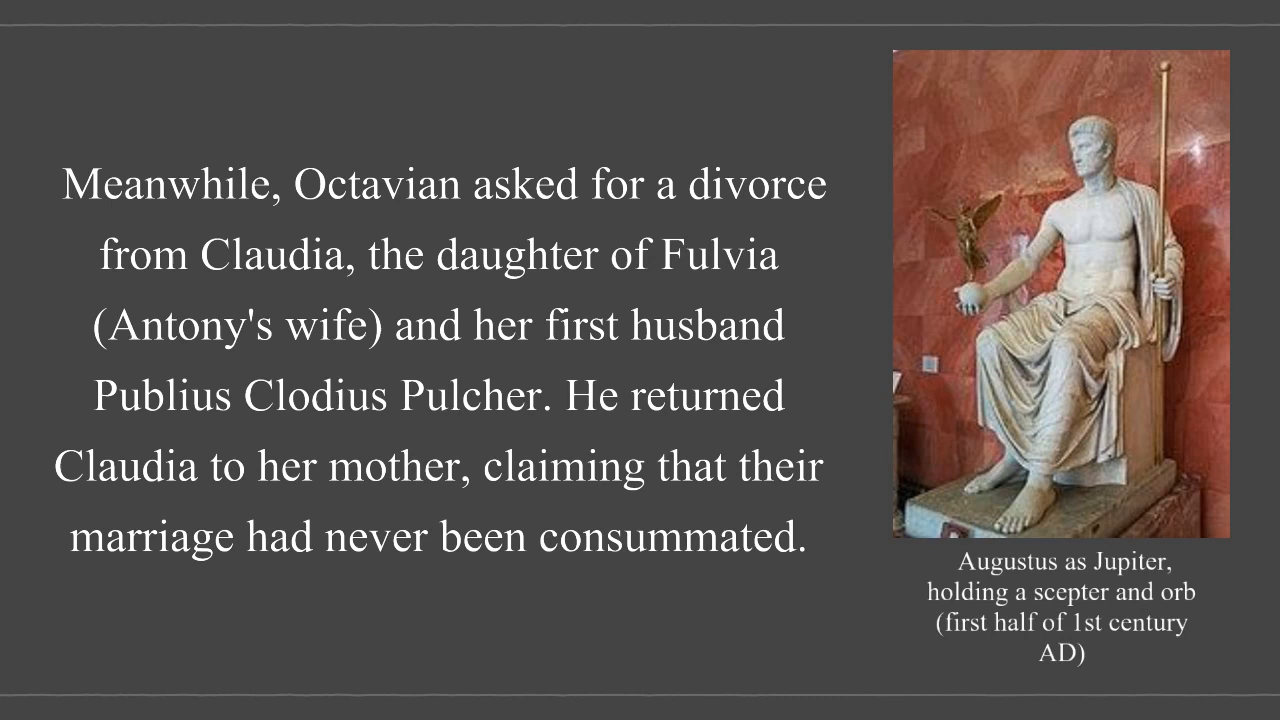 Meanwhile, Octavian asked for a divorce
from Claudia, the daughter of Fulvia
(Antony's wife) and her first husband
Publius Clodius Pulcher. He returned
Claudia to her mother, claiming that their
marriage had never been consummated.
Augustus as Jupiter,
holding a scepter and orb
(first half of 1st century
AD)